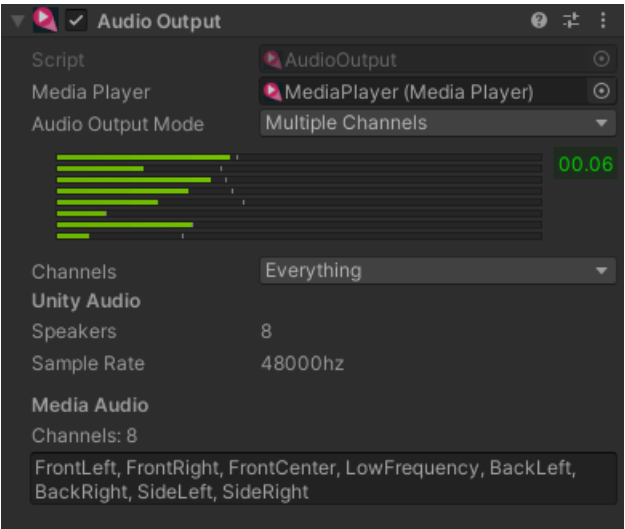 Audio Output
Script AudioOutput
Media Player MediaPlayer (Media Player)
Audio Output Mode Multiple Channels
00.06
Channels Everything
Unity Audio
Speakers 8
Sample Rate 48000hz
Media Audio
Channels: 8
FrontLeft, FrontRight, FrontCenter, LowFrequency, BackLeft,
BackRight, SideLeft, SideRight